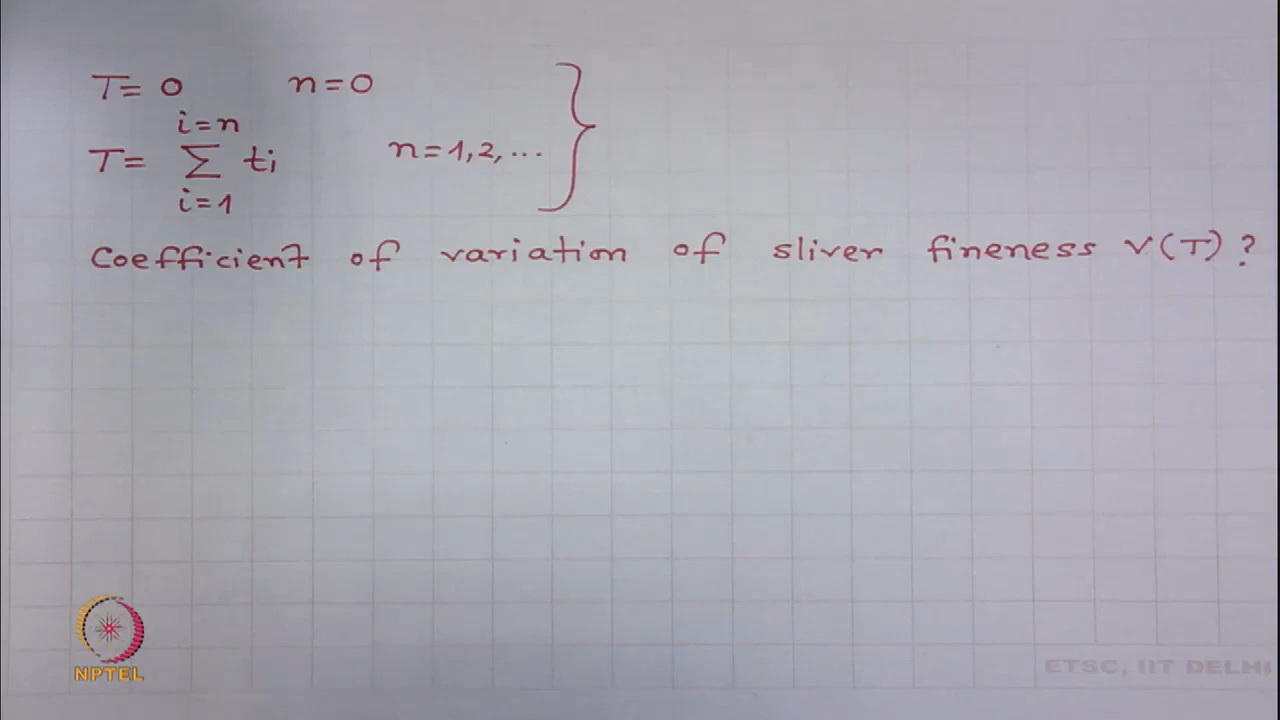 T= 0 n=0
i=n
T= Σ ti n=1,2,...
i=1
Coefficient of variation of sliver fineness V(T)?
NPTEL
ETSC, IIT DELHI